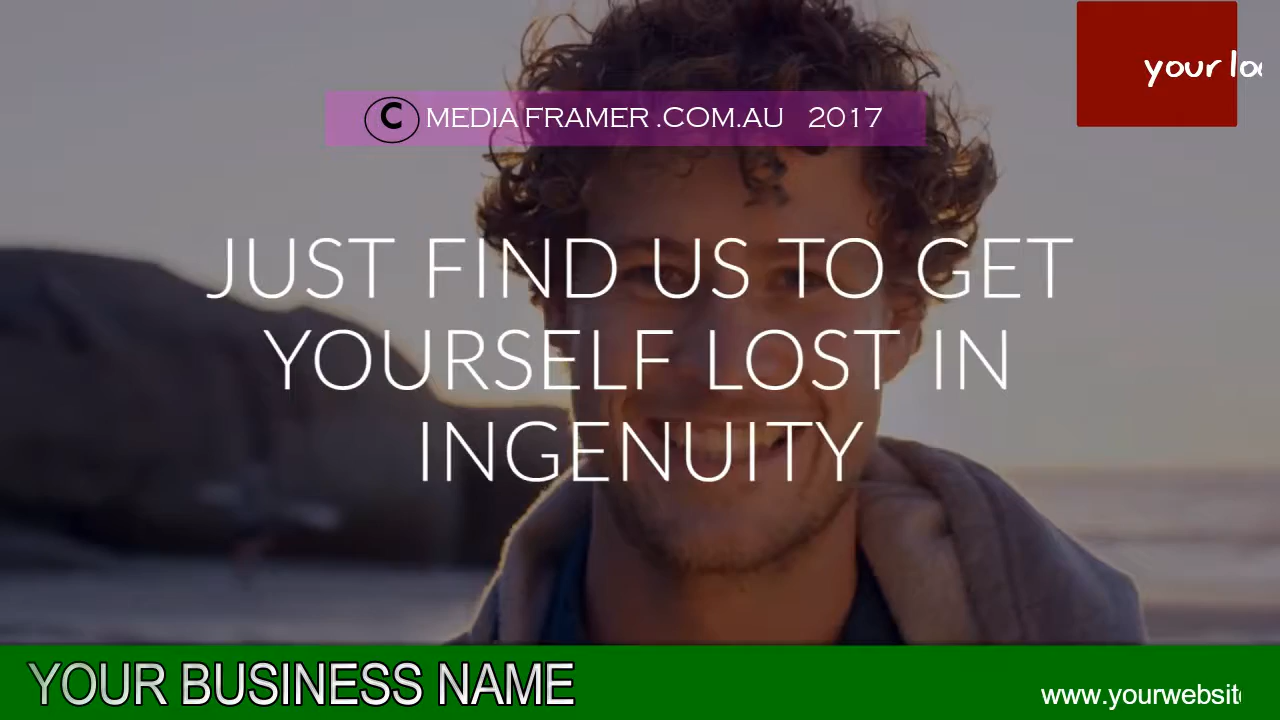 your lo
C MEDIA FRAMER .COM.AU 2017
JUST FIND US TO GET
YOURSELF LOST IN
INGENUITY
YOUR BUSINESS NAME
www.yourwebsit